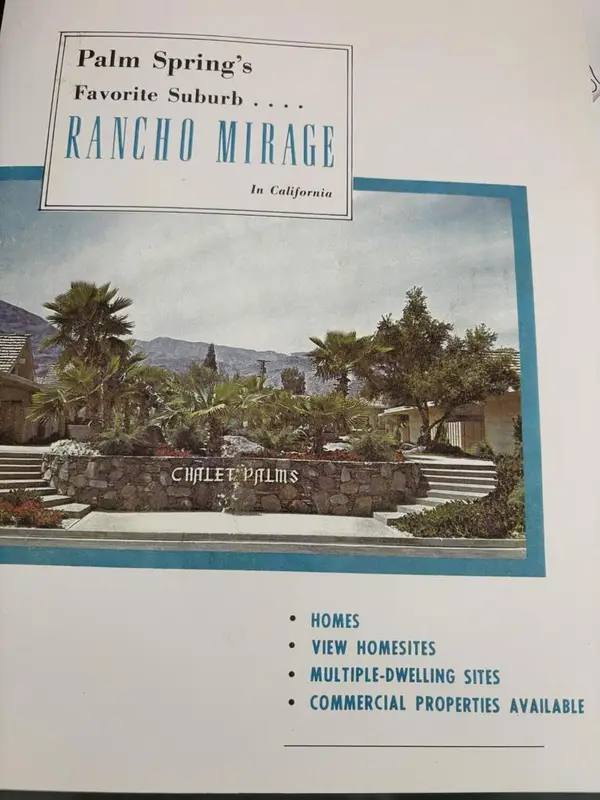 Palm Spring's
Favorite Suburb . . . .
RANCHO MIRAGE
In California
CHALET PALMS
• HOMES
• VIEW HOMESITES
• MULTIPLE-DWELLING SITES
• COMMERCIAL PROPERTIES AVAILABLE